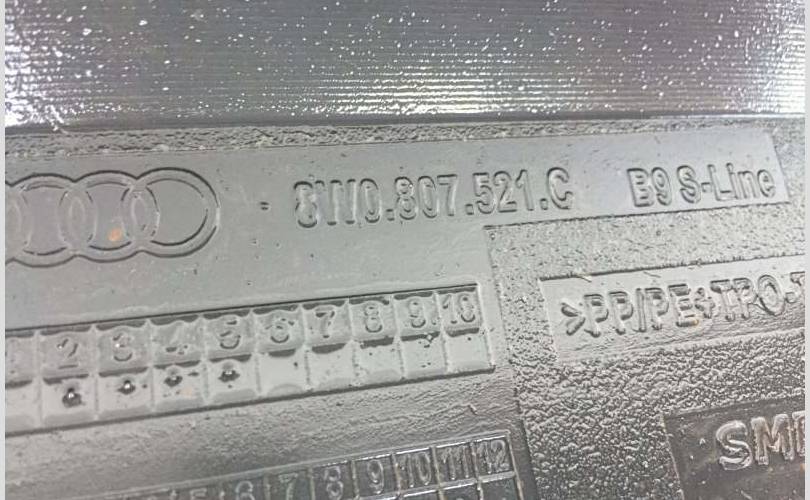 8W0.807.521.C B9 S-Line
>PP/PE+TPO-T
2 3 4 5 6 7 8 9 10
SM
6 7 8 9 10 11 12